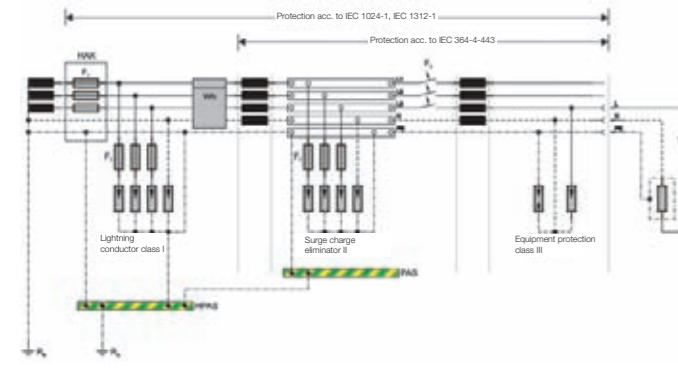 Protection acc. to IEC 1024-1, IEC 1312-1
Protection acc. to IEC 364-4-443
HAK
Lightning
conductor class I
Surge charge
eliminator II
Equipment protection
class III
PAS
HPAS